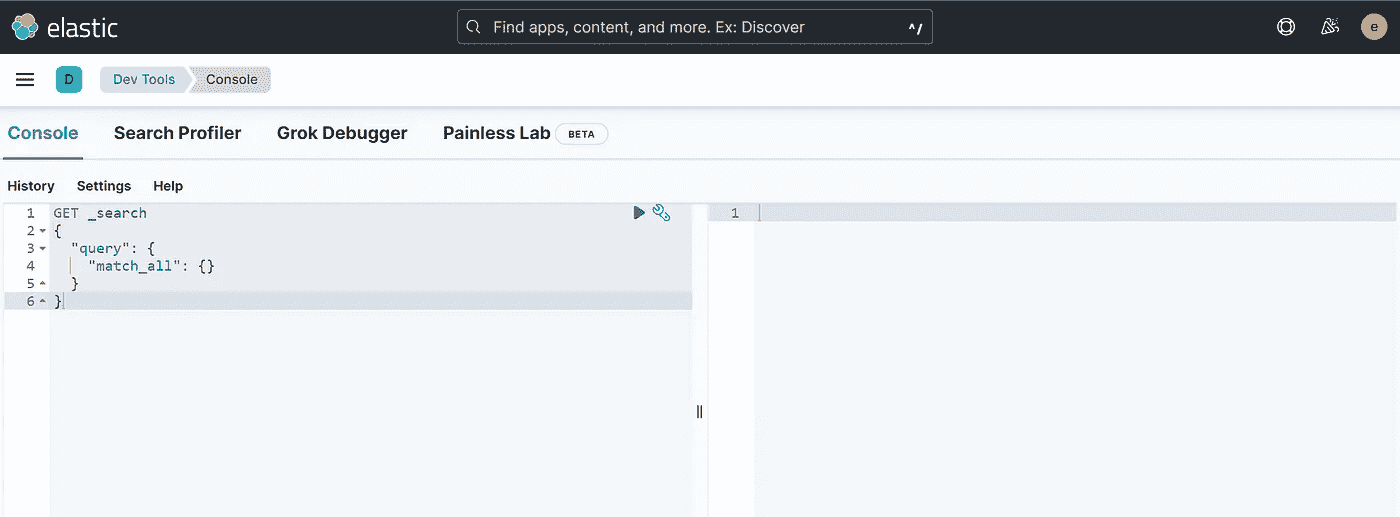 elastic
Find apps, content, and more. Ex: Discover ^/
e
D Dev Tools Console
Console Search Profiler Grok Debugger Painless Lab BETA
History Settings Help
1 GET _search
2 {
3 "query": {
4 "match_all": {}
5 }
6 }
1